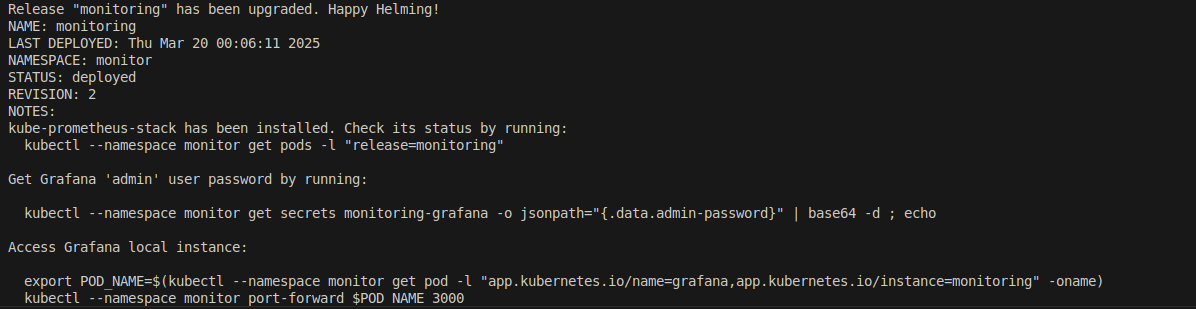 Release "monitoring" has been upgraded. Happy Helming!
NAME: monitoring
LAST DEPLOYED: Thu Mar 20 00:06:11 2025
NAMESPACE: monitor
STATUS: deployed
REVISION: 2
NOTES:
kube-prometheus-stack has been installed. Check its status by running:
  kubectl --namespace monitor get pods -l "release=monitoring"

Get Grafana 'admin' user password by running:

  kubectl --namespace monitor get secrets monitoring-grafana -o jsonpath="{.data.admin-password}" | base64 -d ; echo

Access Grafana local instance:

  export POD_NAME=$(kubectl --namespace monitor get pod -l "app.kubernetes.io/name=grafana,app.kubernetes.io/instance=monitoring" -oname)
  kubectl --namespace monitor port-forward $POD_NAME 3000